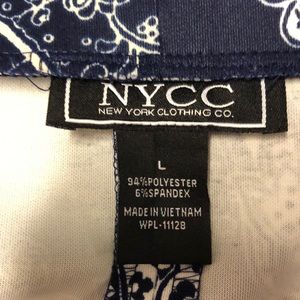 NYCC
NEW YORK CLOTHING CO.
L
94%POLYESTER
6%SPANDEX
MADE IN VIETNAM
WPL-11128